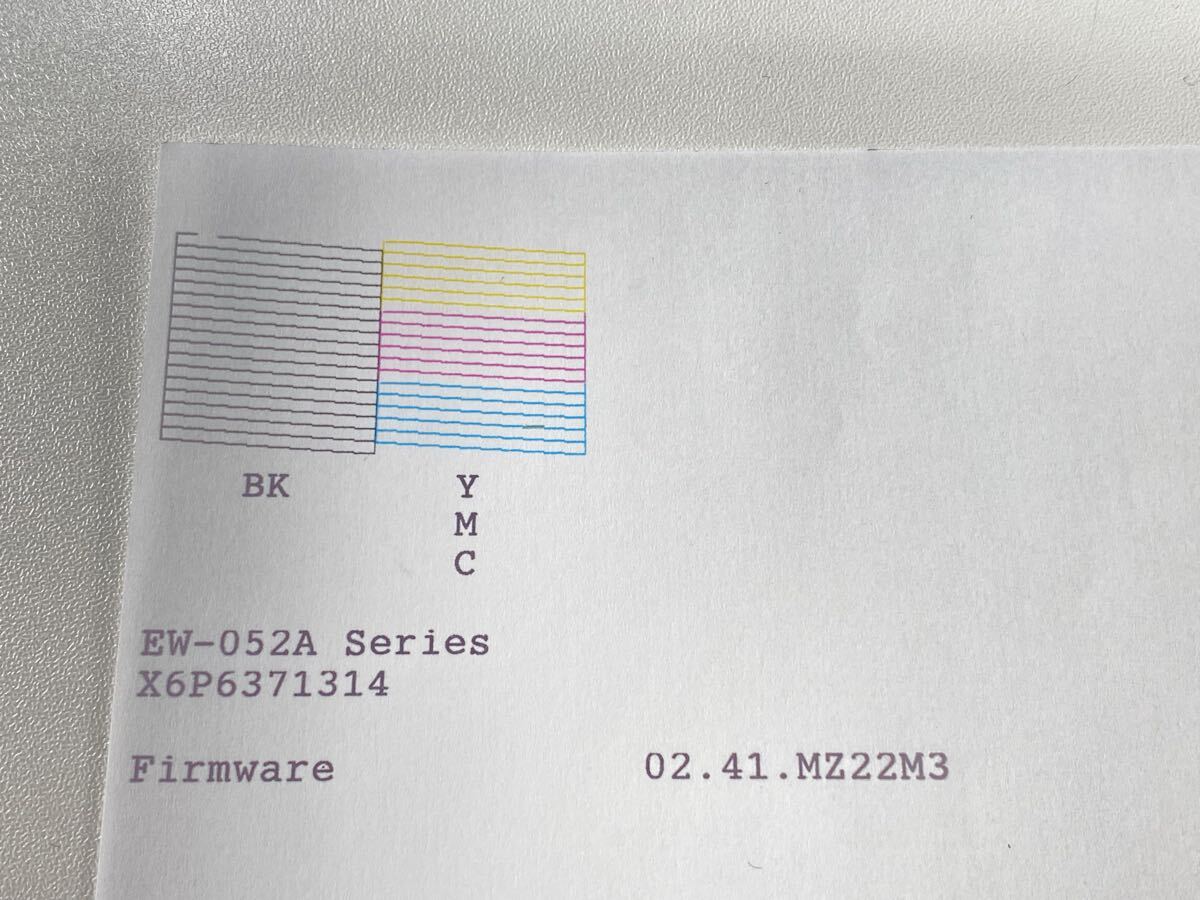 BK Y
M
C
EW-052A Series
X6P6371314
Firmware 02.41.MZ22M3